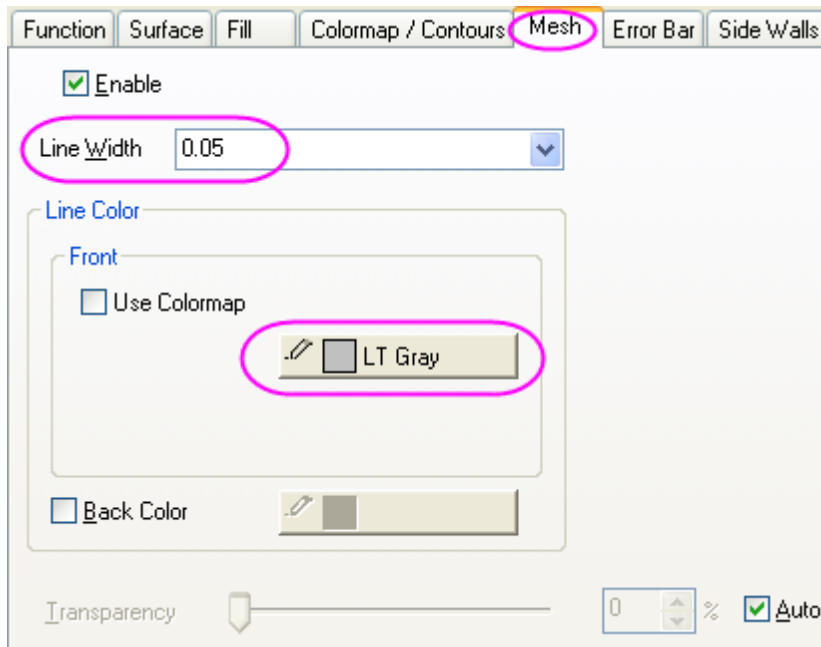 Function Surface Fill Colormap / Contours Mesh Error Bar Side Walls
Enable
Line Width 0.05
Line Color
Front
Use Colormap
LT Gray
Back Color
Transparency 0 % Auto